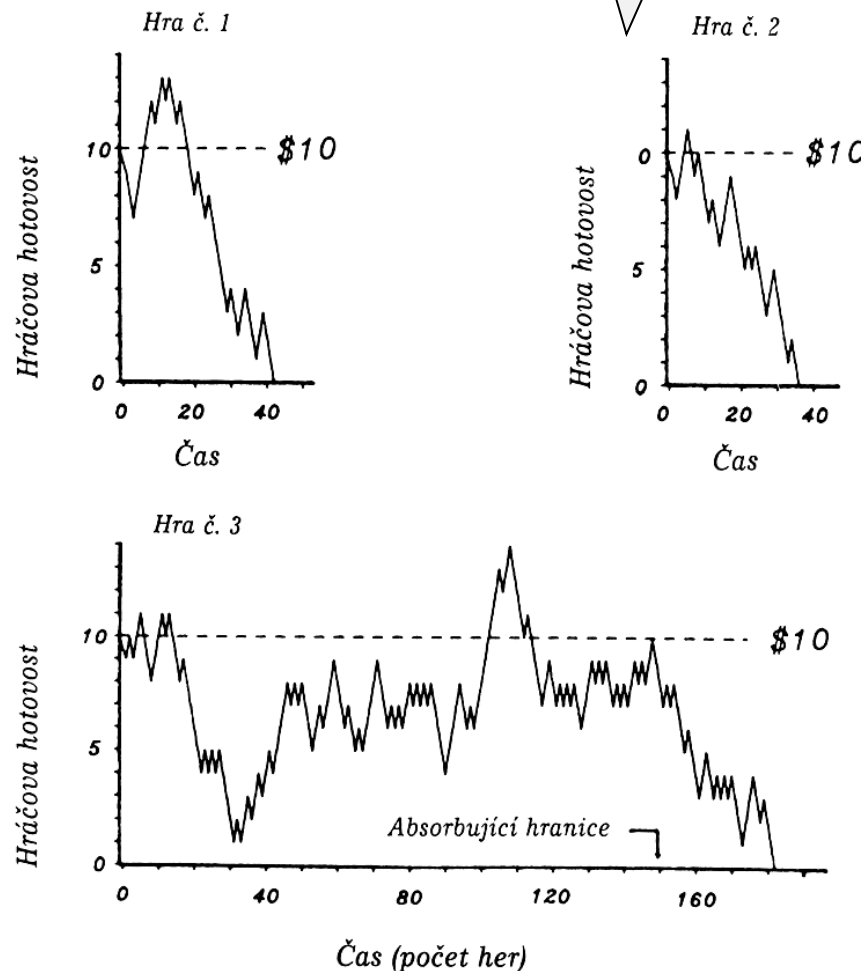 Hra č. 1
10
$10
5
0
0 20 40
Čas
Hráčova hotovost
Hra č. 2
0
$10
5
0
0 20 40
Čas
Hráčova hotovost
Hra č. 3
10
$10
5
Absorbující hranice
0
0 40 80 120 160
Čas (počet her)
Hráčova hotovost